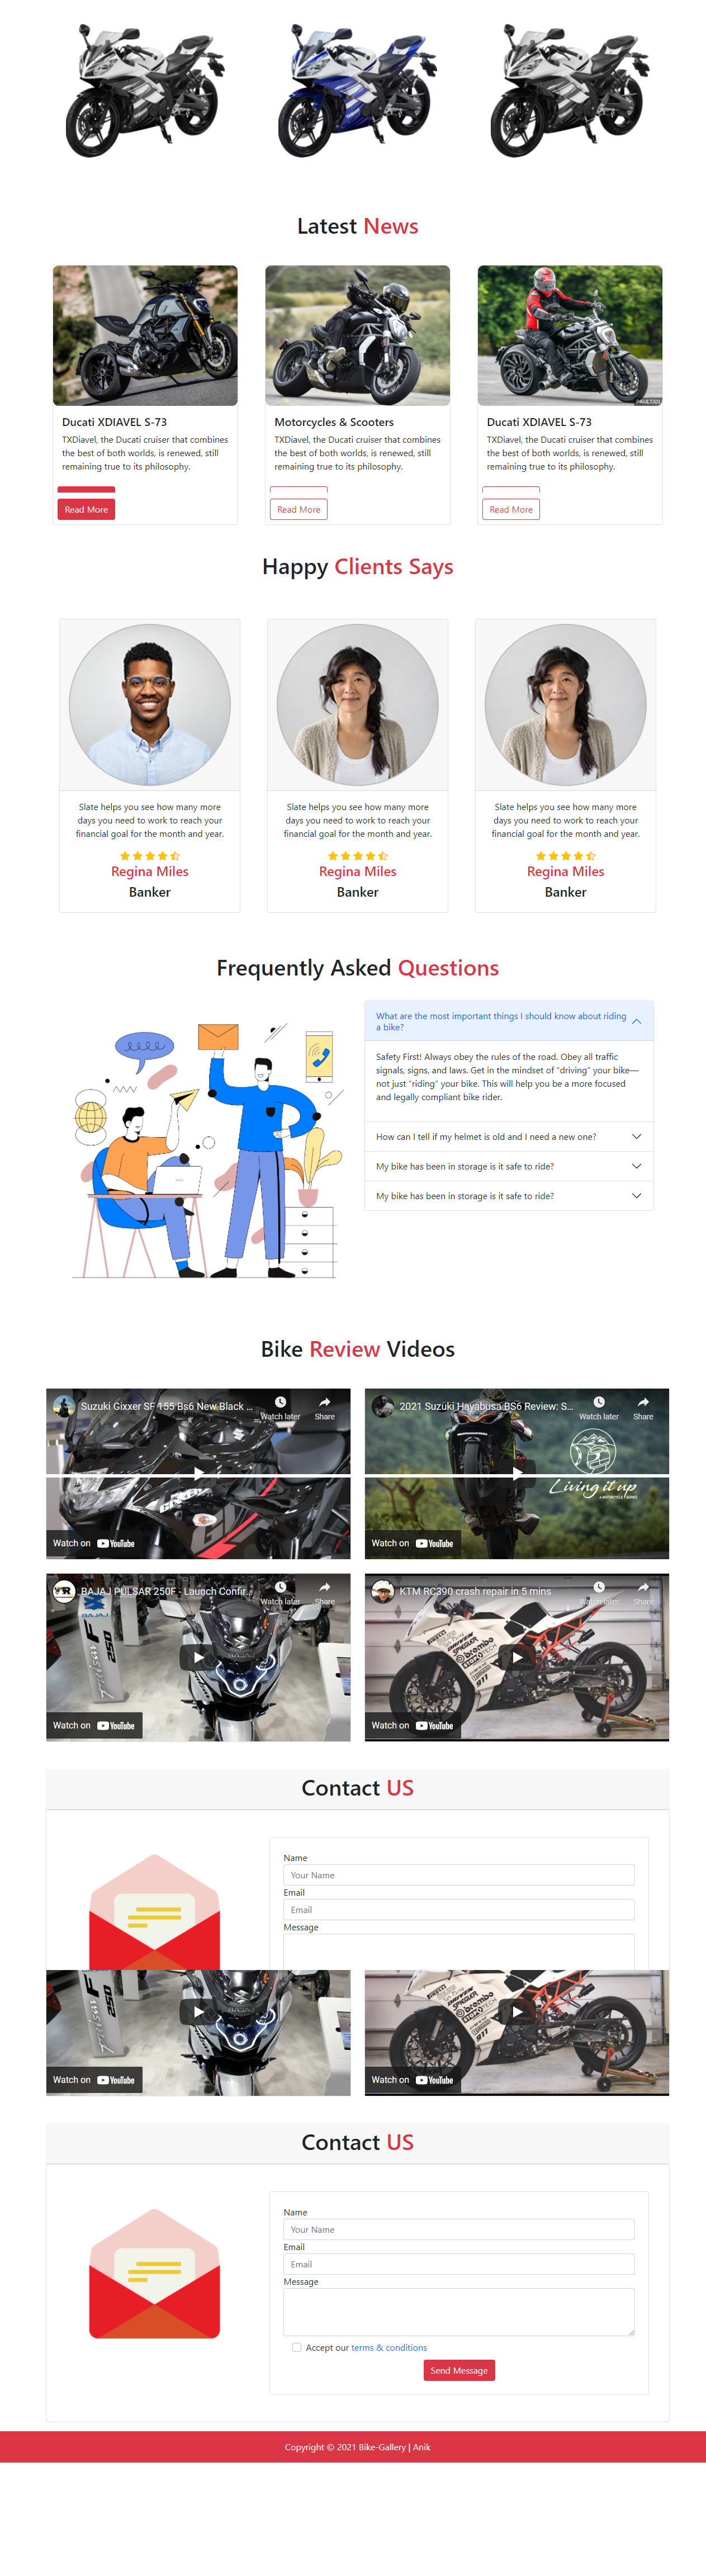 Latest News
PAULTAN
Ducati XDIAVEL S-73
TXDiavel, the Ducati cruiser that combines
the best of both worlds, is renewed, still
remaining true to its philosophy.
Read More
Motorcycles & Scooters
TXDiavel, the Ducati cruiser that combines
the best of both worlds, is renewed, still
remaining true to its philosophy.
Read More
Ducati XDIAVEL S-73
TXDiavel, the Ducati cruiser that combines
the best of both worlds, is renewed, still
remaining true to its philosophy.
Read More
Happy Clients Says
Slate helps you see how many more
days you need to work to reach your
financial goal for the month and year.
Regina Miles
Banker
Slate helps you see how many more
days you need to work to reach your
financial goal for the month and year.
Regina Miles
Banker
Slate helps you see how many more
days you need to work to reach your
financial goal for the month and year.
Regina Miles
Banker
Frequently Asked Questions
What are the most important things I should know about riding
a bike?
Safety First! Always obey the rules of the road. Obey all traffic
signals, signs, and laws. Get in the mindset of “driving” your bike—
not just “riding” your bike. This will help you be a more focused
and legally compliant bike rider.
How can I tell if my helmet is old and I need a new one?
My bike has been in storage is it safe to ride?
My bike has been in storage is it safe to ride?
Bike Review Videos
Suzuki Gixxer SF 155 Bs6 New Black ...
Watch later
Share
Watch on YouTube
2021 Suzuki Hayabusa BS6 Review: S...
Watch later
Share
Living it up
A MOTORCYCLE SERIES
Watch on YouTube
BAJAJ PULSAR 250F - Launch Confir...
Watch later
Share
BAJAJ
Pulsar F 250
Watch on YouTube
KTM RC390 crash repair in 5 mins
Watch later
Share
PIRELLI
SPIEGLER
brembo
911
Watch on YouTube
Contact US
Name
Your Name
Email
Email
Message
BAJAJ
250
Watch on YouTube
SPIEGLER
brembo
911
Watch on YouTube
Contact US
Name
Your Name
Email
Email
Message
Accept our terms & conditions
Send Message
Copyright © 2021 Bike-Gallery | Anik